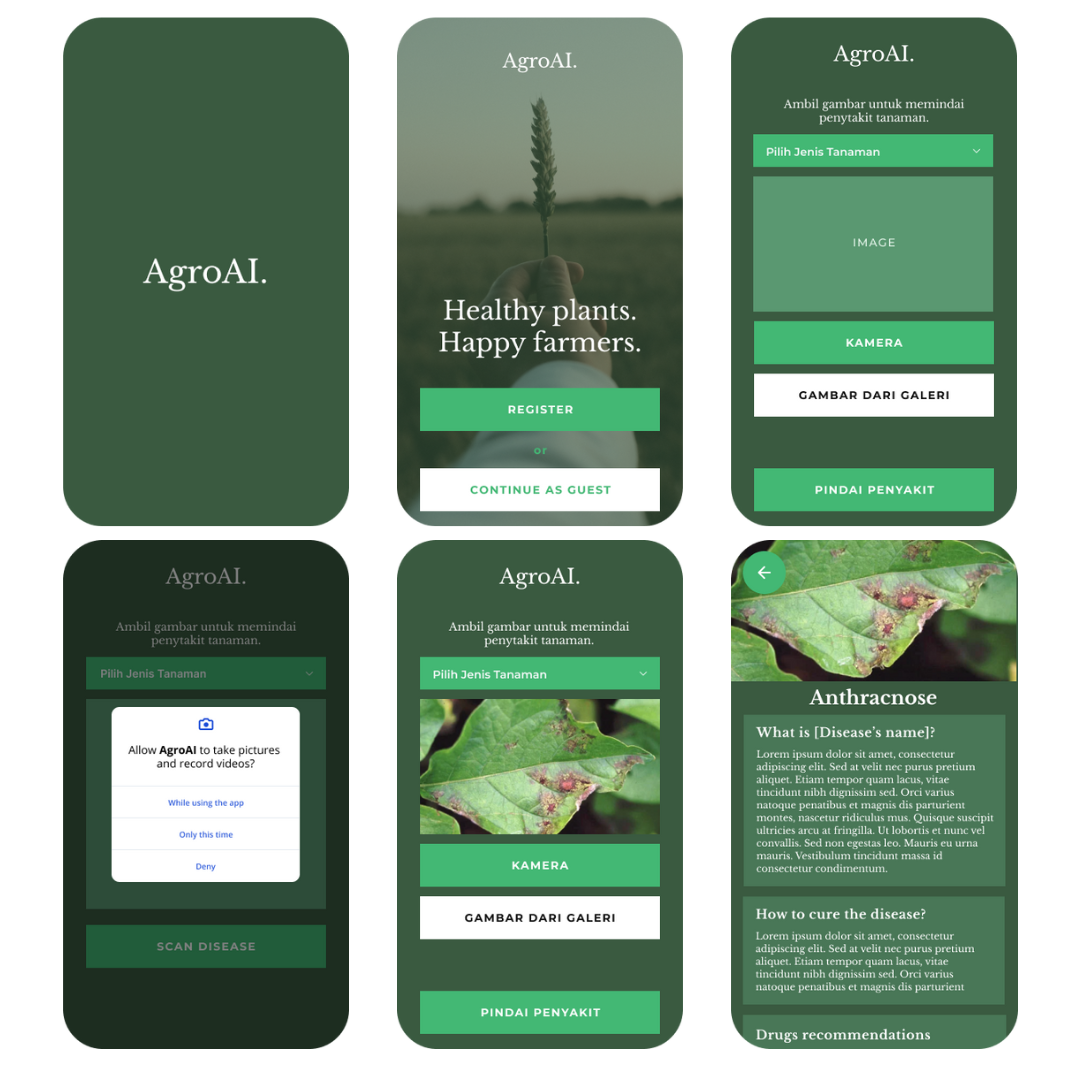 AgroAI.
AgroAI.
Healthy plants.
Happy farmers.
REGISTER
or
CONTINUE AS GUEST
AgroAI.
Ambil gambar untuk memindai
penytakit tanaman.
Pilih Jenis Tanaman
IMAGE
KAMERA
GAMBAR DARI GALERI
PINDAI PENYAKIT
AgroAI.
Ambil gambar untuk memindai
penytakit tanaman.
Pilih Jenis Tanaman
Allow AgroAI to take pictures
and record videos?
While using the app
Only this time
Deny
SCAN DISEASE
AgroAI.
Ambil gambar untuk memindai
penytakit tanaman.
Pilih Jenis Tanaman
KAMERA
GAMBAR DARI GALERI
PINDAI PENYAKIT
Anthracnose
What is [Disease's name]?
Lorem ipsum dolor sit amet, consectetur
adipiscing elit. Sed at velit nec purus pretium
aliquet. Etiam tempor quam lacus, vitae
tincidunt nibh dignissim sed. Orci varius
natoque penatibus et magnis dis parturient
montes, nascetur ridiculus mus. Quisque suscipit
ultricies arcu at fringilla. Ut lobortis et nunc vel
convallis. Sed non egestas leo. Mauris eu urna
mauris. Vestibulum tincidunt massa id
consectetur condimentum.
How to cure the disease?
Lorem ipsum dolor sit amet, consectetur
adipiscing elit. Sed at velit nec purus pretium
aliquet. Etiam tempor quam lacus, vitae
tincidunt nibh dignissim sed. Orci varius
natoque penatibus et magnis dis parturient
Drugs recommendations